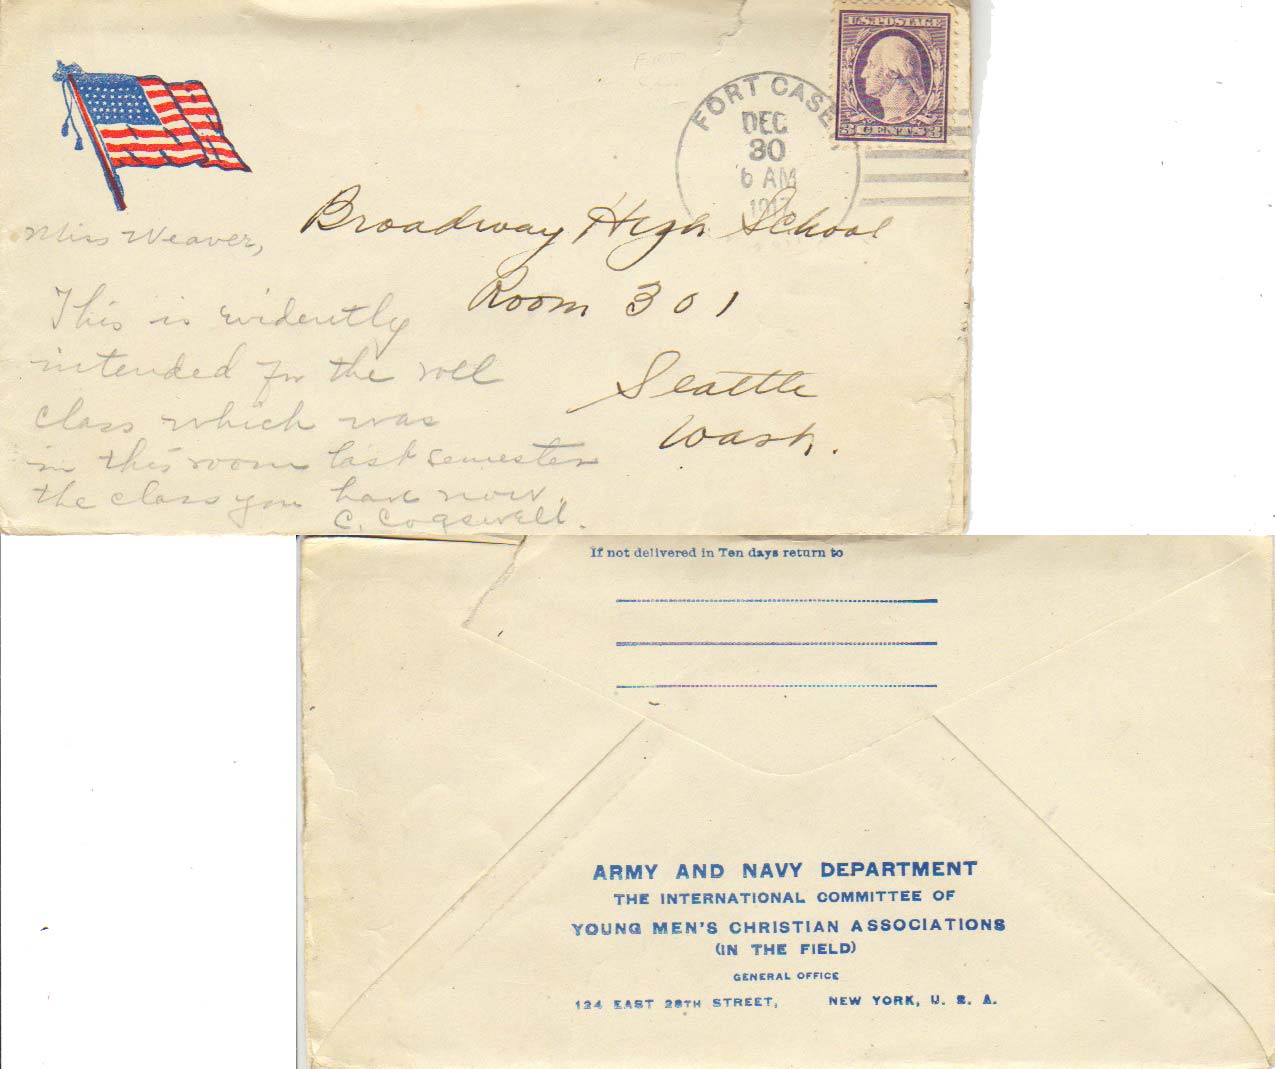 U.S. POSTAGE
3 CENTS 3
FORT CASEY
DEC
30
6 AM
1917
Broadway High School
Room 301
Seattle
Wash.
Miss Weaver,
This is evidently
intended for the roll
class which was
in this room last semester
the class you have now.
C. Cogswell.
If not delivered in Ten days return to
ARMY AND NAVY DEPARTMENT
THE INTERNATIONAL COMMITTEE OF
YOUNG MEN'S CHRISTIAN ASSOCIATIONS
(IN THE FIELD)
GENERAL OFFICE
124 EAST 28TH STREET, NEW YORK, U. S. A.